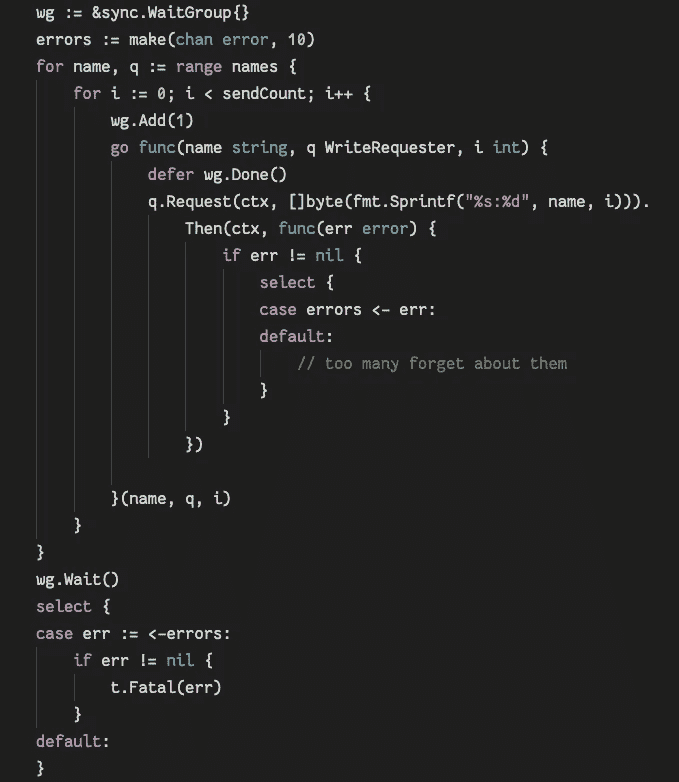 wg := &sync.WaitGroup{}
errors := make(chan error, 10)
for name, q := range names {
for i := 0; i < sendCount; i++ {
wg.Add(1)
go func(name string, q WriteRequester, i int) {
defer wg.Done()
q.Request(ctx, []byte(fmt.Sprintf("%s:%d", name, i))).
Then(ctx, func(err error) {
if err != nil {
select {
case errors <- err:
default:
// too many forget about them
}
}
})
}(name, q, i)
}
}
wg.Wait()
select {
case err := <-errors:
if err != nil {
t.Fatal(err)
}
default:
}